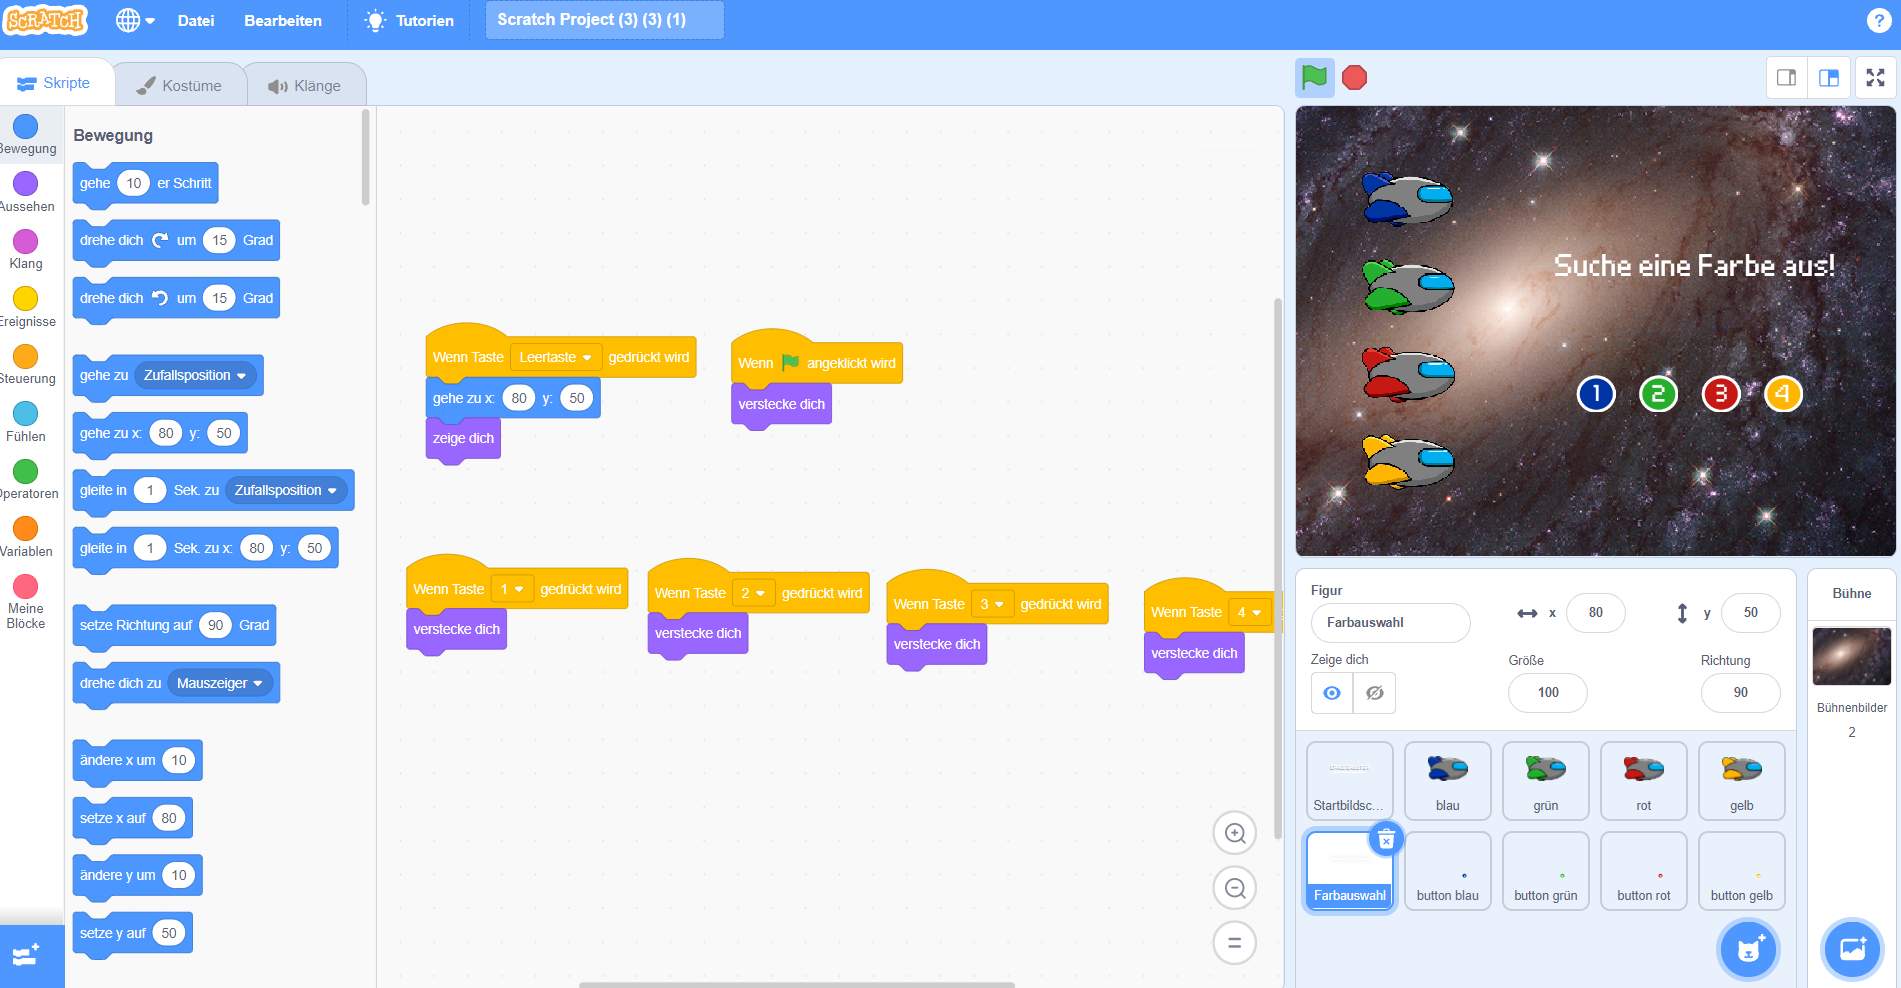 SCRATCH
Datei
Bearbeiten
Tutorien
Scratch Project (3) (3) (1)
?
Skripte
Kostüme
Klänge
Bewegung
Aussehen
Klang
Ereignisse
Steuerung
Fühlen
Operatoren
Variablen
Meine
Blöcke
Bewegung
gehe 10 er Schritt
drehe dich um 15 Grad
drehe dich um 15 Grad
gehe zu Zufallsposition
gehe zu x: 80 y: 50
gleite in 1 Sek. zu Zufallsposition
gleite in 1 Sek. zu x: 80 y: 50
setze Richtung auf 90 Grad
drehe dich zu Mauszeiger
ändere x um 10
setze x auf 80
ändere y um 10
setze y auf 50
Wenn Taste Leertaste gedrückt wird
gehe zu x: 80 y: 50
zeige dich
Wenn angeklickt wird
verstecke dich
Wenn Taste 1 gedrückt wird
verstecke dich
Wenn Taste 2 gedrückt wird
verstecke dich
Wenn Taste 3 gedrückt wird
verstecke dich
Wenn Taste 4
verstecke dich
Suche eine Farbe aus!
1 2 3 4
Figur
Farbauswahl
x 80
y 50
Zeige dich
Größe
100
Richtung
90
Startbildsc...
blau
grün
rot
gelb
Farbauswahl
button blau
button grün
button rot
button gelb
Bühne
Bühnenbilder
2